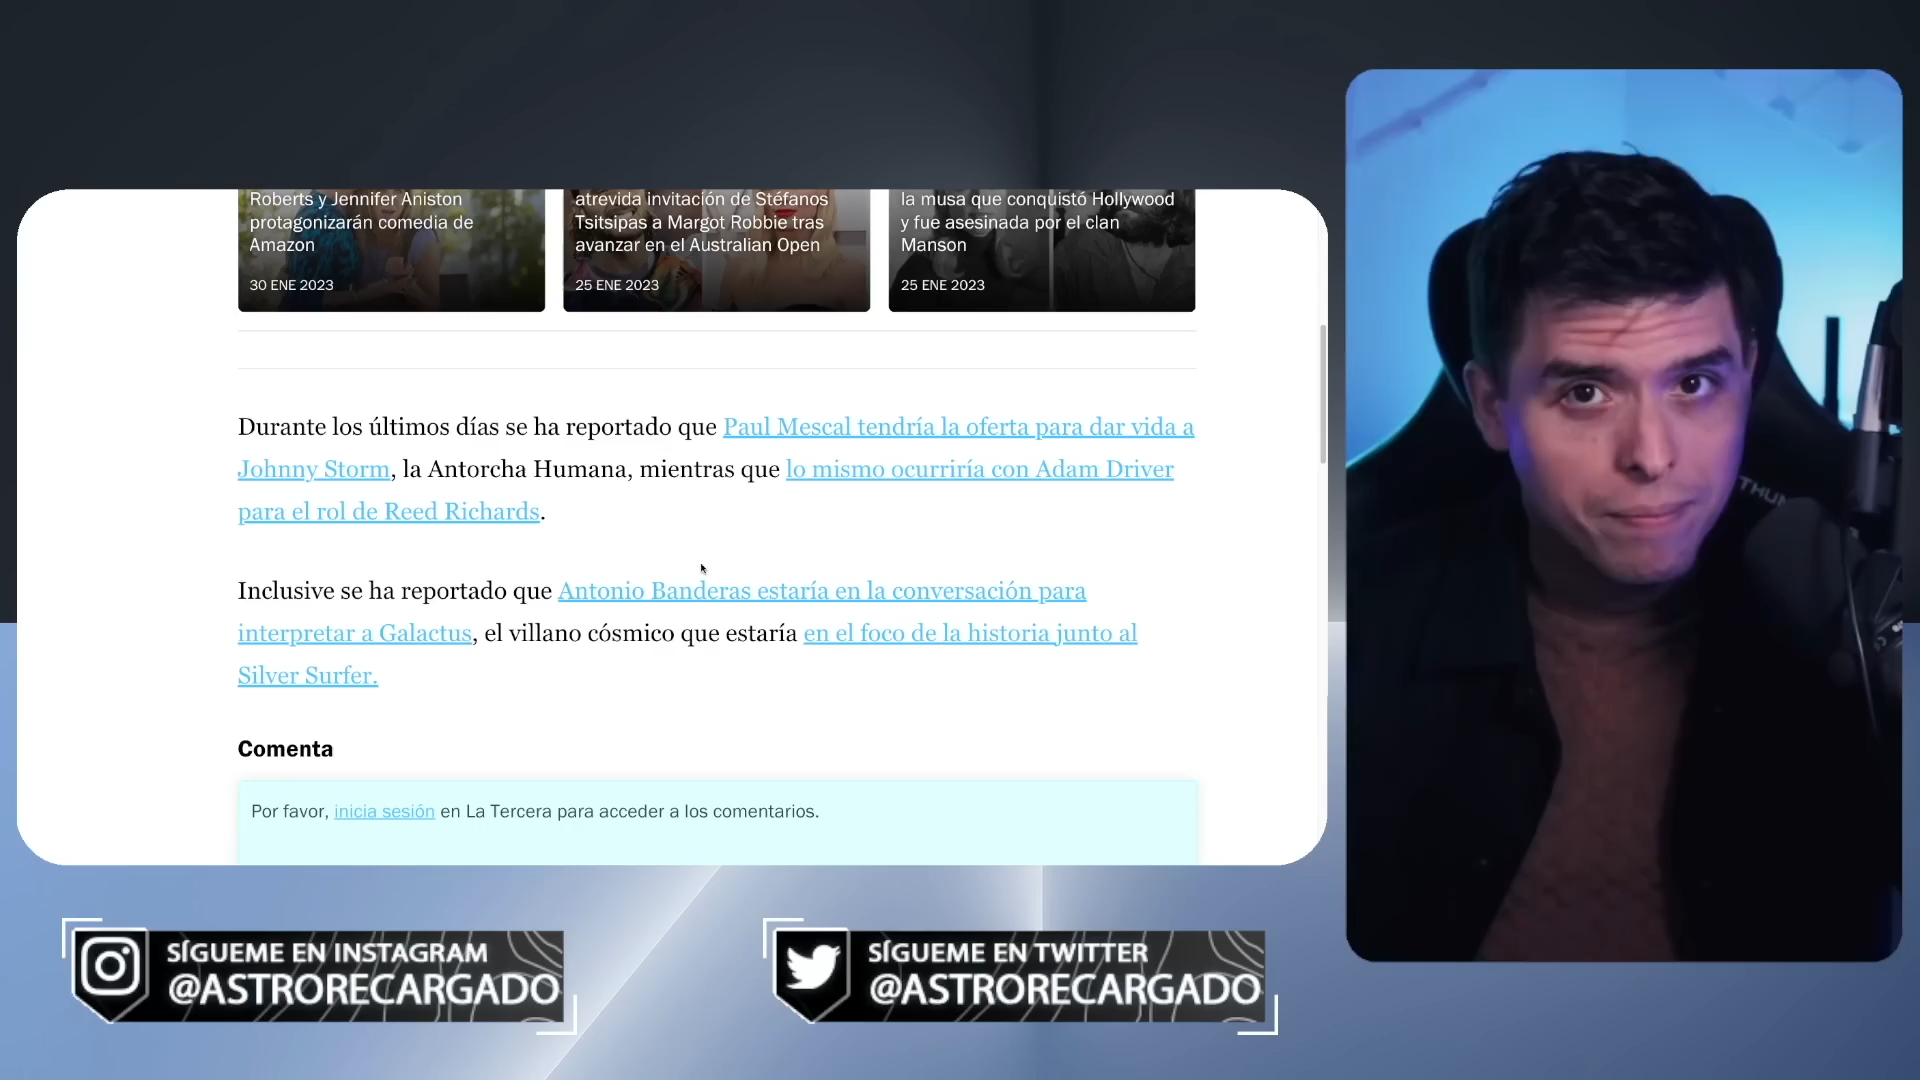 Roberts y Jennifer Aniston
protagonizarán comedia de
Amazon
30 ENE 2023
atrevida invitación de Stéfanos
Tsitsipas a Margot Robbie tras
avanzar en el Australian Open
25 ENE 2023
la musa que conquistó Hollywood
y fue asesinada por el clan
Manson
25 ENE 2023
Durante los últimos días se ha reportado que Paul Mescal tendría la oferta para dar vida a
Johnny Storm, la Antorcha Humana, mientras que lo mismo ocurriría con Adam Driver
para el rol de Reed Richards.
Inclusive se ha reportado que Antonio Banderas estaría en la conversación para
interpretar a Galactus, el villano cósmico que estaría en el foco de la historia junto al
Silver Surfer.
Comenta
Por favor, inicia sesión en La Tercera para acceder a los comentarios.
SÍGUEME EN INSTAGRAM
@ASTRORECARGADO
SÍGUEME EN TWITTER
@ASTRORECARGADO